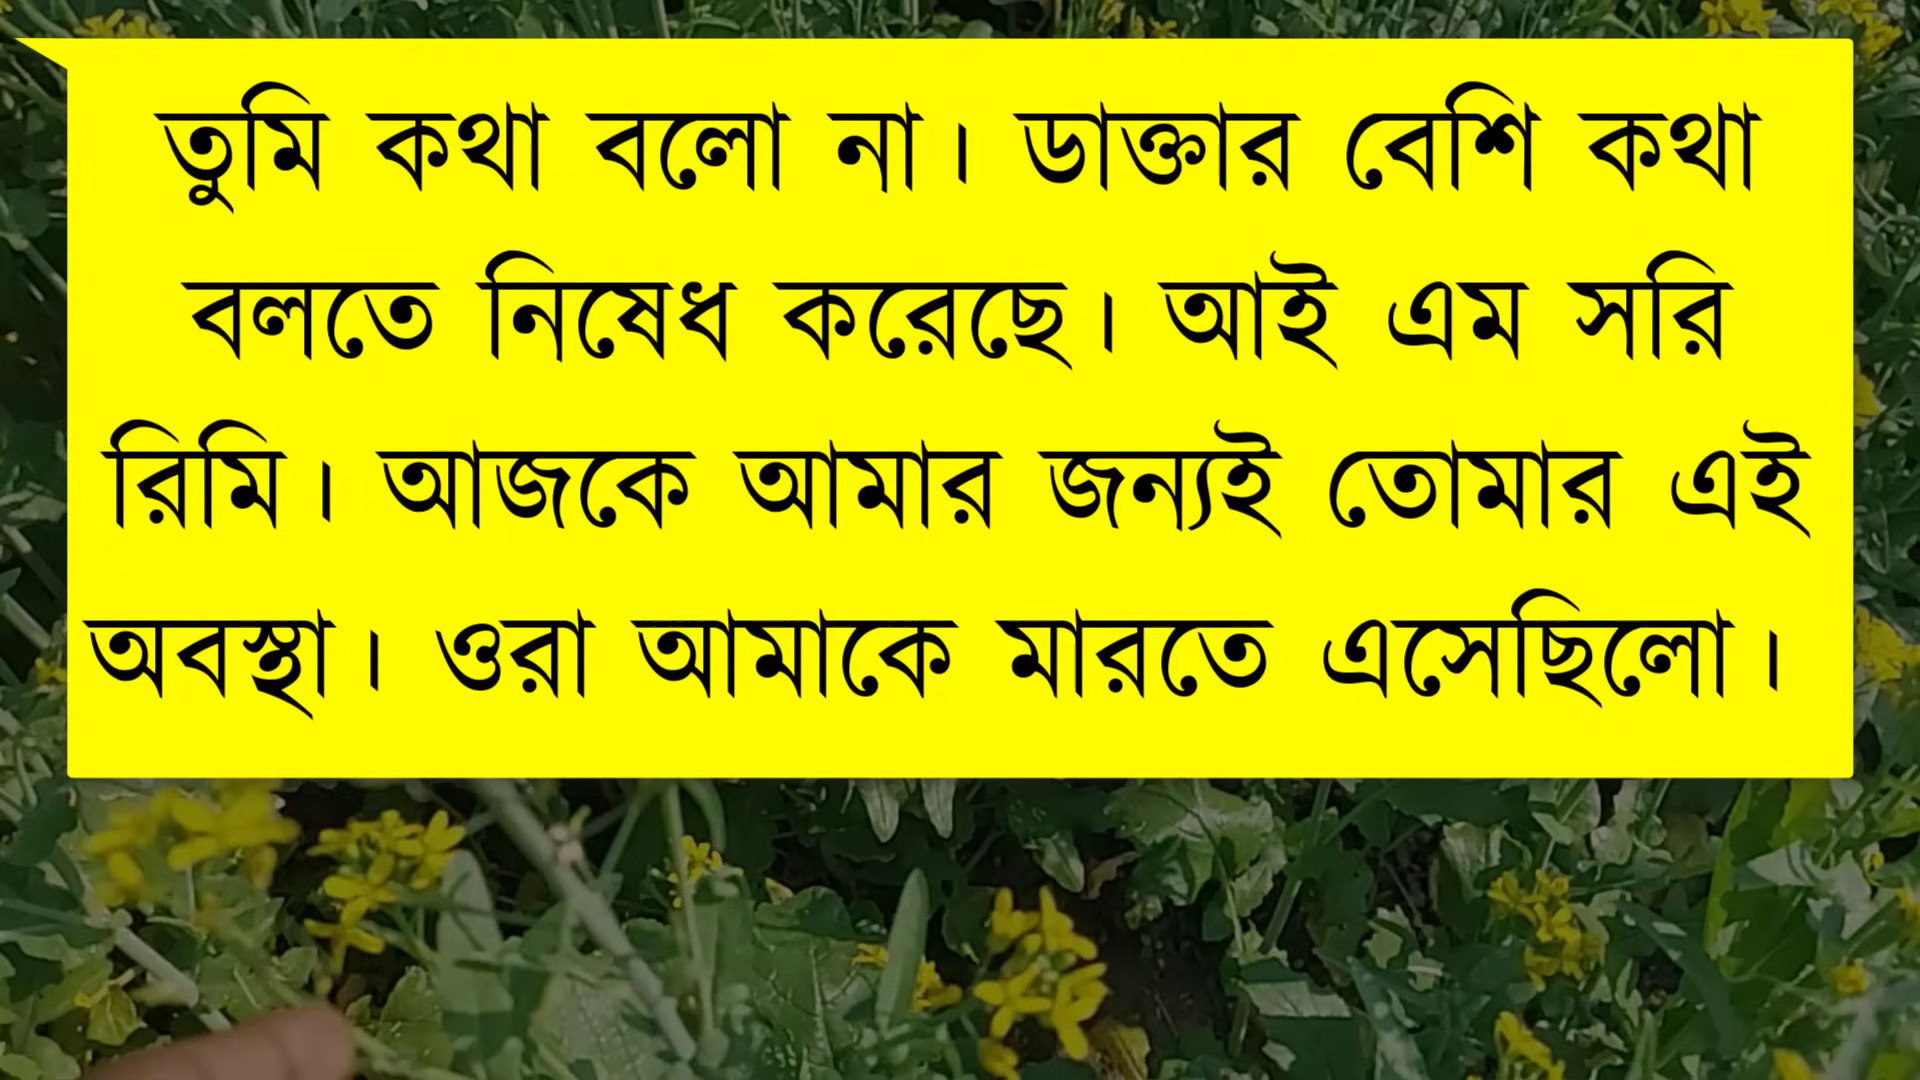 তুমি কথা বলো না। ডাক্তার বেশি কথা
বলতে নিষেধ করেছে। আই এম সরি
রিমি। আজকে আমার জন্যই তোমার এই
অবস্থা। ওরা আমাকে মারতে এসেছিলো।